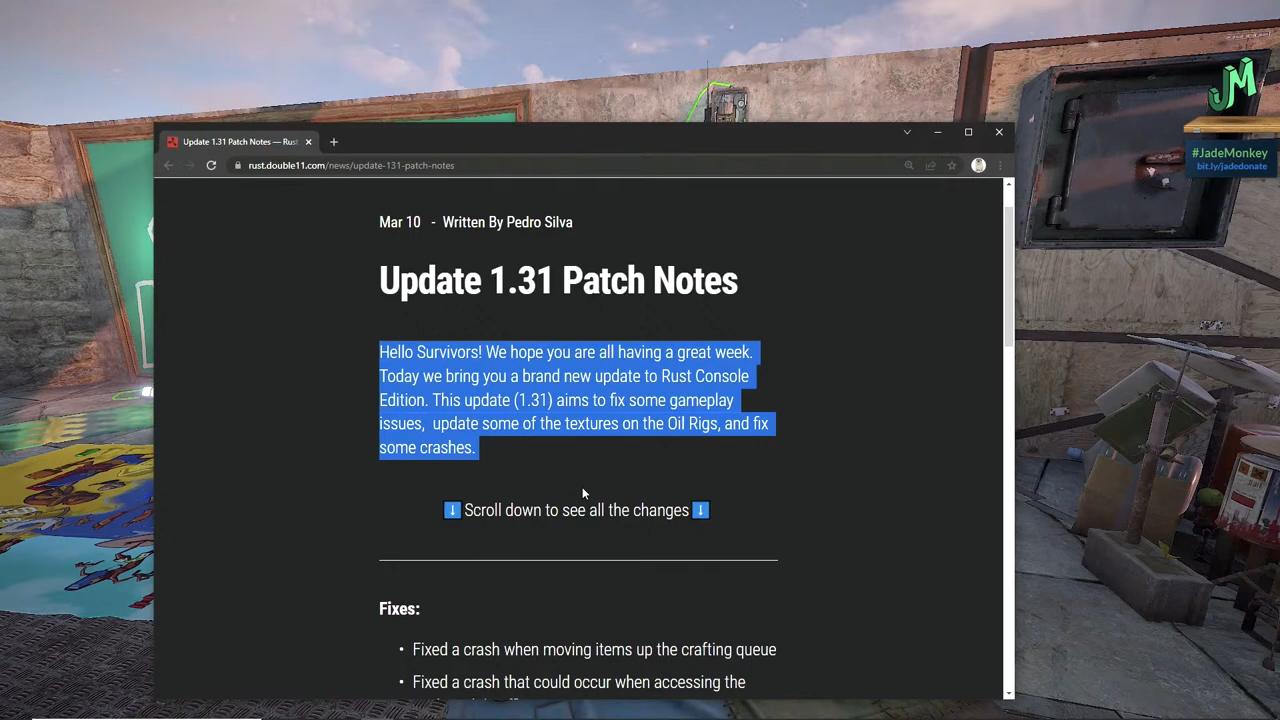 JM
#JadeMonkey
bit.ly/jadedonate
Update 1.31 Patch Notes — Rust
rust.double11.com/news/update-131-patch-notes
Mar 10 - Written By Pedro Silva
Update 1.31 Patch Notes
Hello Survivors! We hope you are all having a great week.
Today we bring you a brand new update to Rust Console
Edition. This update (1.31) aims to fix some gameplay
issues,  update some of the textures on the Oil Rigs, and fix
some crashes.
⬇️Scroll down to see all the changes⬇️
Fixes:
• Fixed a crash when moving items up the crafting queue
• Fixed a crash that could occur when accessing the